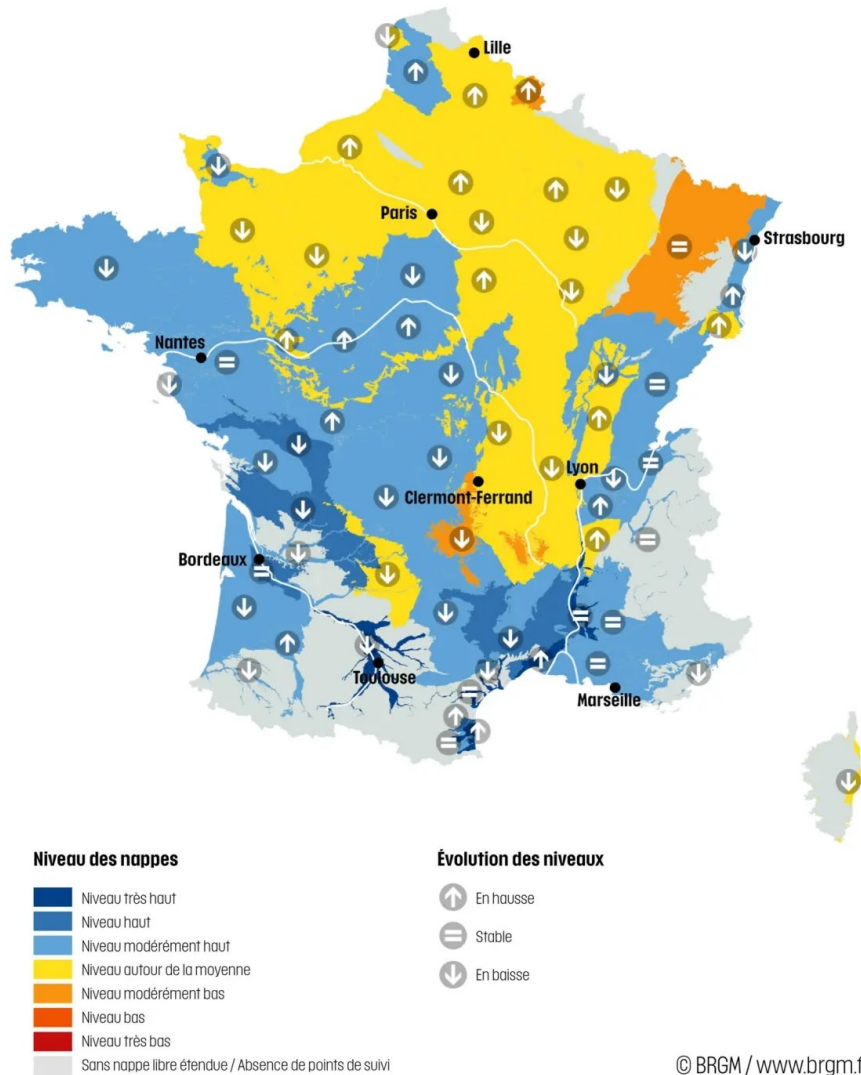 Lille
Paris
Strasbourg
Nantes
Lyon
Clermont-Ferrand
Bordeaux
Toulouse
Marseille
Niveau des nappes
Niveau très haut
Niveau haut
Niveau modérément haut
Niveau autour de la moyenne
Niveau modérément bas
Niveau bas
Niveau très bas
Sans nappe libre étendue / Absence de points de suivi
Évolution des niveaux
En hausse
Stable
En baisse
© BRGM / www.brgm.f